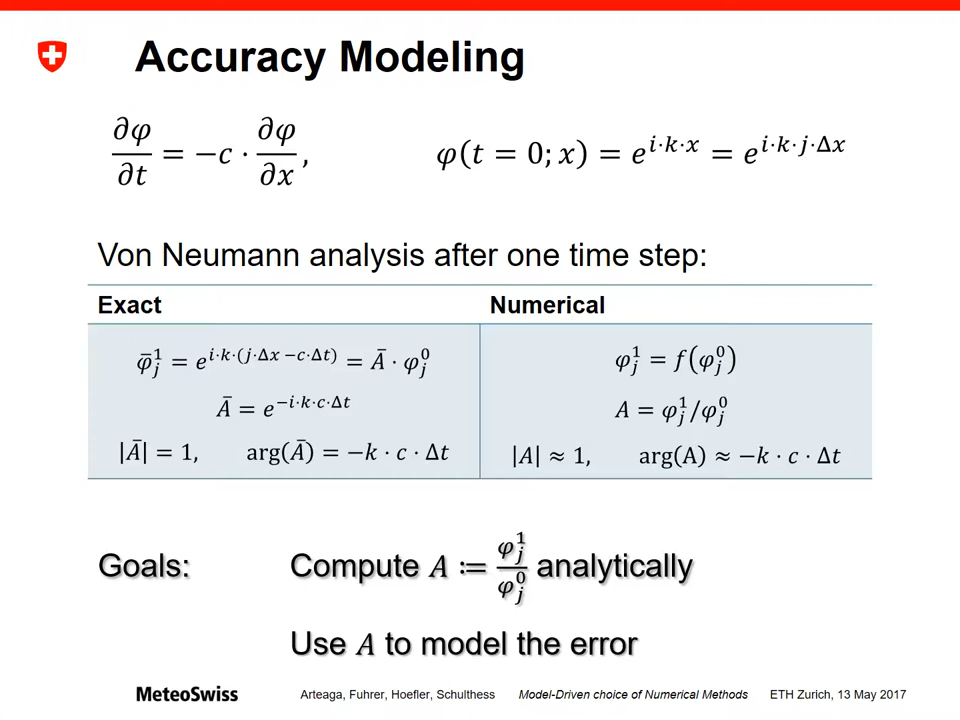 Accuracy Modeling
∂φ/∂t = −c · ∂φ/∂x , φ(t = 0; x) = e^{i·k·x} = e^{i·k·j·Δx}
Von Neumann analysis after one time step:
Exact Numerical
φ̄_j^1 = e^{i·k·(j·Δx −c·Δt)} = Ā · φ_j^0 φ_j^1 = f(φ_j^0)
Ā = e^{−i·k·c·Δt} A = φ_j^1/φ_j^0
|Ā| = 1, arg(Ā) = −k · c · Δt |A| ≈ 1, arg(A) ≈ −k · c · Δt
Goals: Compute A ≔ φ_j^1/φ_j^0 analytically
Use A to model the error
MeteoSwiss Arteaga, Fuhrer, Hoefler, Schulthess Model-Driven choice of Numerical Methods ETH Zurich, 13 May 2017